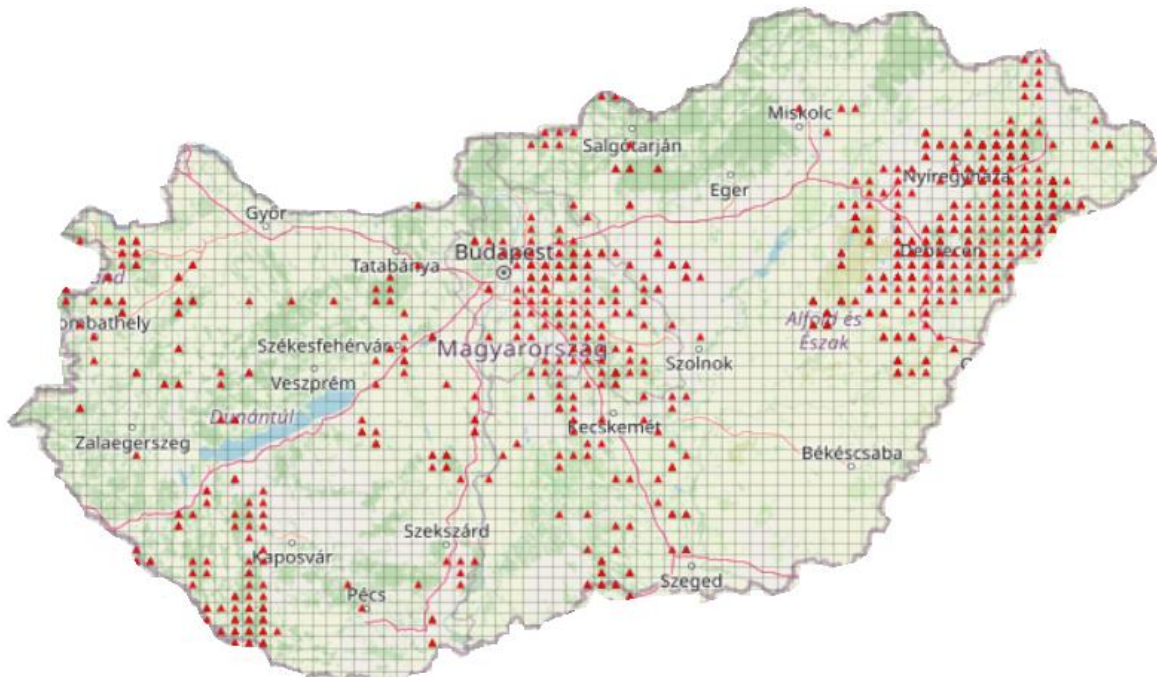 Miskolc
Salgótarján
Nyíregyháza
Eger
Győr
Debrecen
Budapest
Tatabánya
ombathely
Alföld és
Észak
Székesfehérvár
Magyarország
Szolnok
Veszprém
Dunántúl
Kecskemét
Zalaegerszeg
Békéscsaba
Szekszárd
Kaposvár
Szeged
Pécs